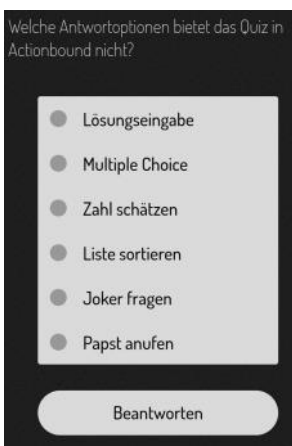 Welche Antwortoptionen bietet das Quiz in
Actionbound nicht?
Lösungseingabe
Multiple Choice
Zahl schätzen
Liste sortieren
Joker fragen
Papst anufen
Beantworten